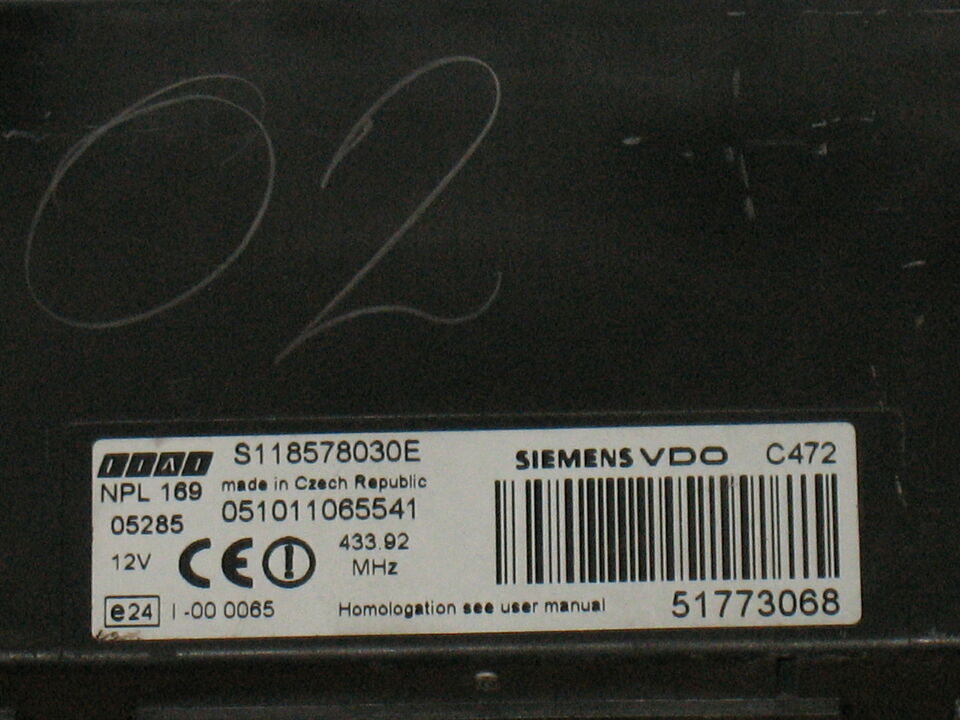 02
FIAT S118578030E SIEMENS VDO C472
NPL 169 made in Czech Republic
05285 051011065541
12V CE 433.92 MHz
e24 I -00 0065 Homologation see user manual 51773068